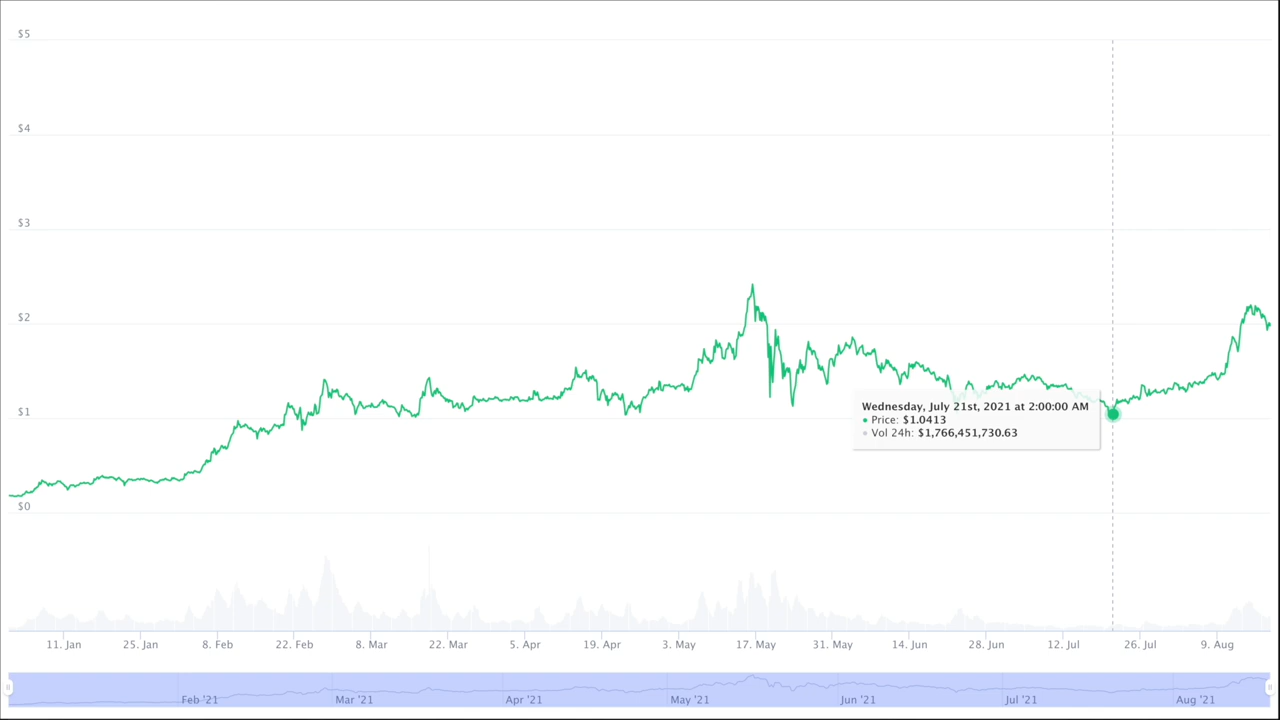 $5
$4
$3
$2
$1
$0
Wednesday, July 21st, 2021 at 2:00:00 AM
● Price: $1.0413
● Vol 24h: $1,766,451,730.63
11. Jan 25. Jan 8. Feb 22. Feb 8. Mar 22. Mar 5. Apr 19. Apr 3. May 17. May 31. May 14. Jun 28. Jun 12. Jul 26. Jul 9. Aug
Feb '21 Mar '21 Apr '21 May '21 Jun '21 Jul '21 Aug '21